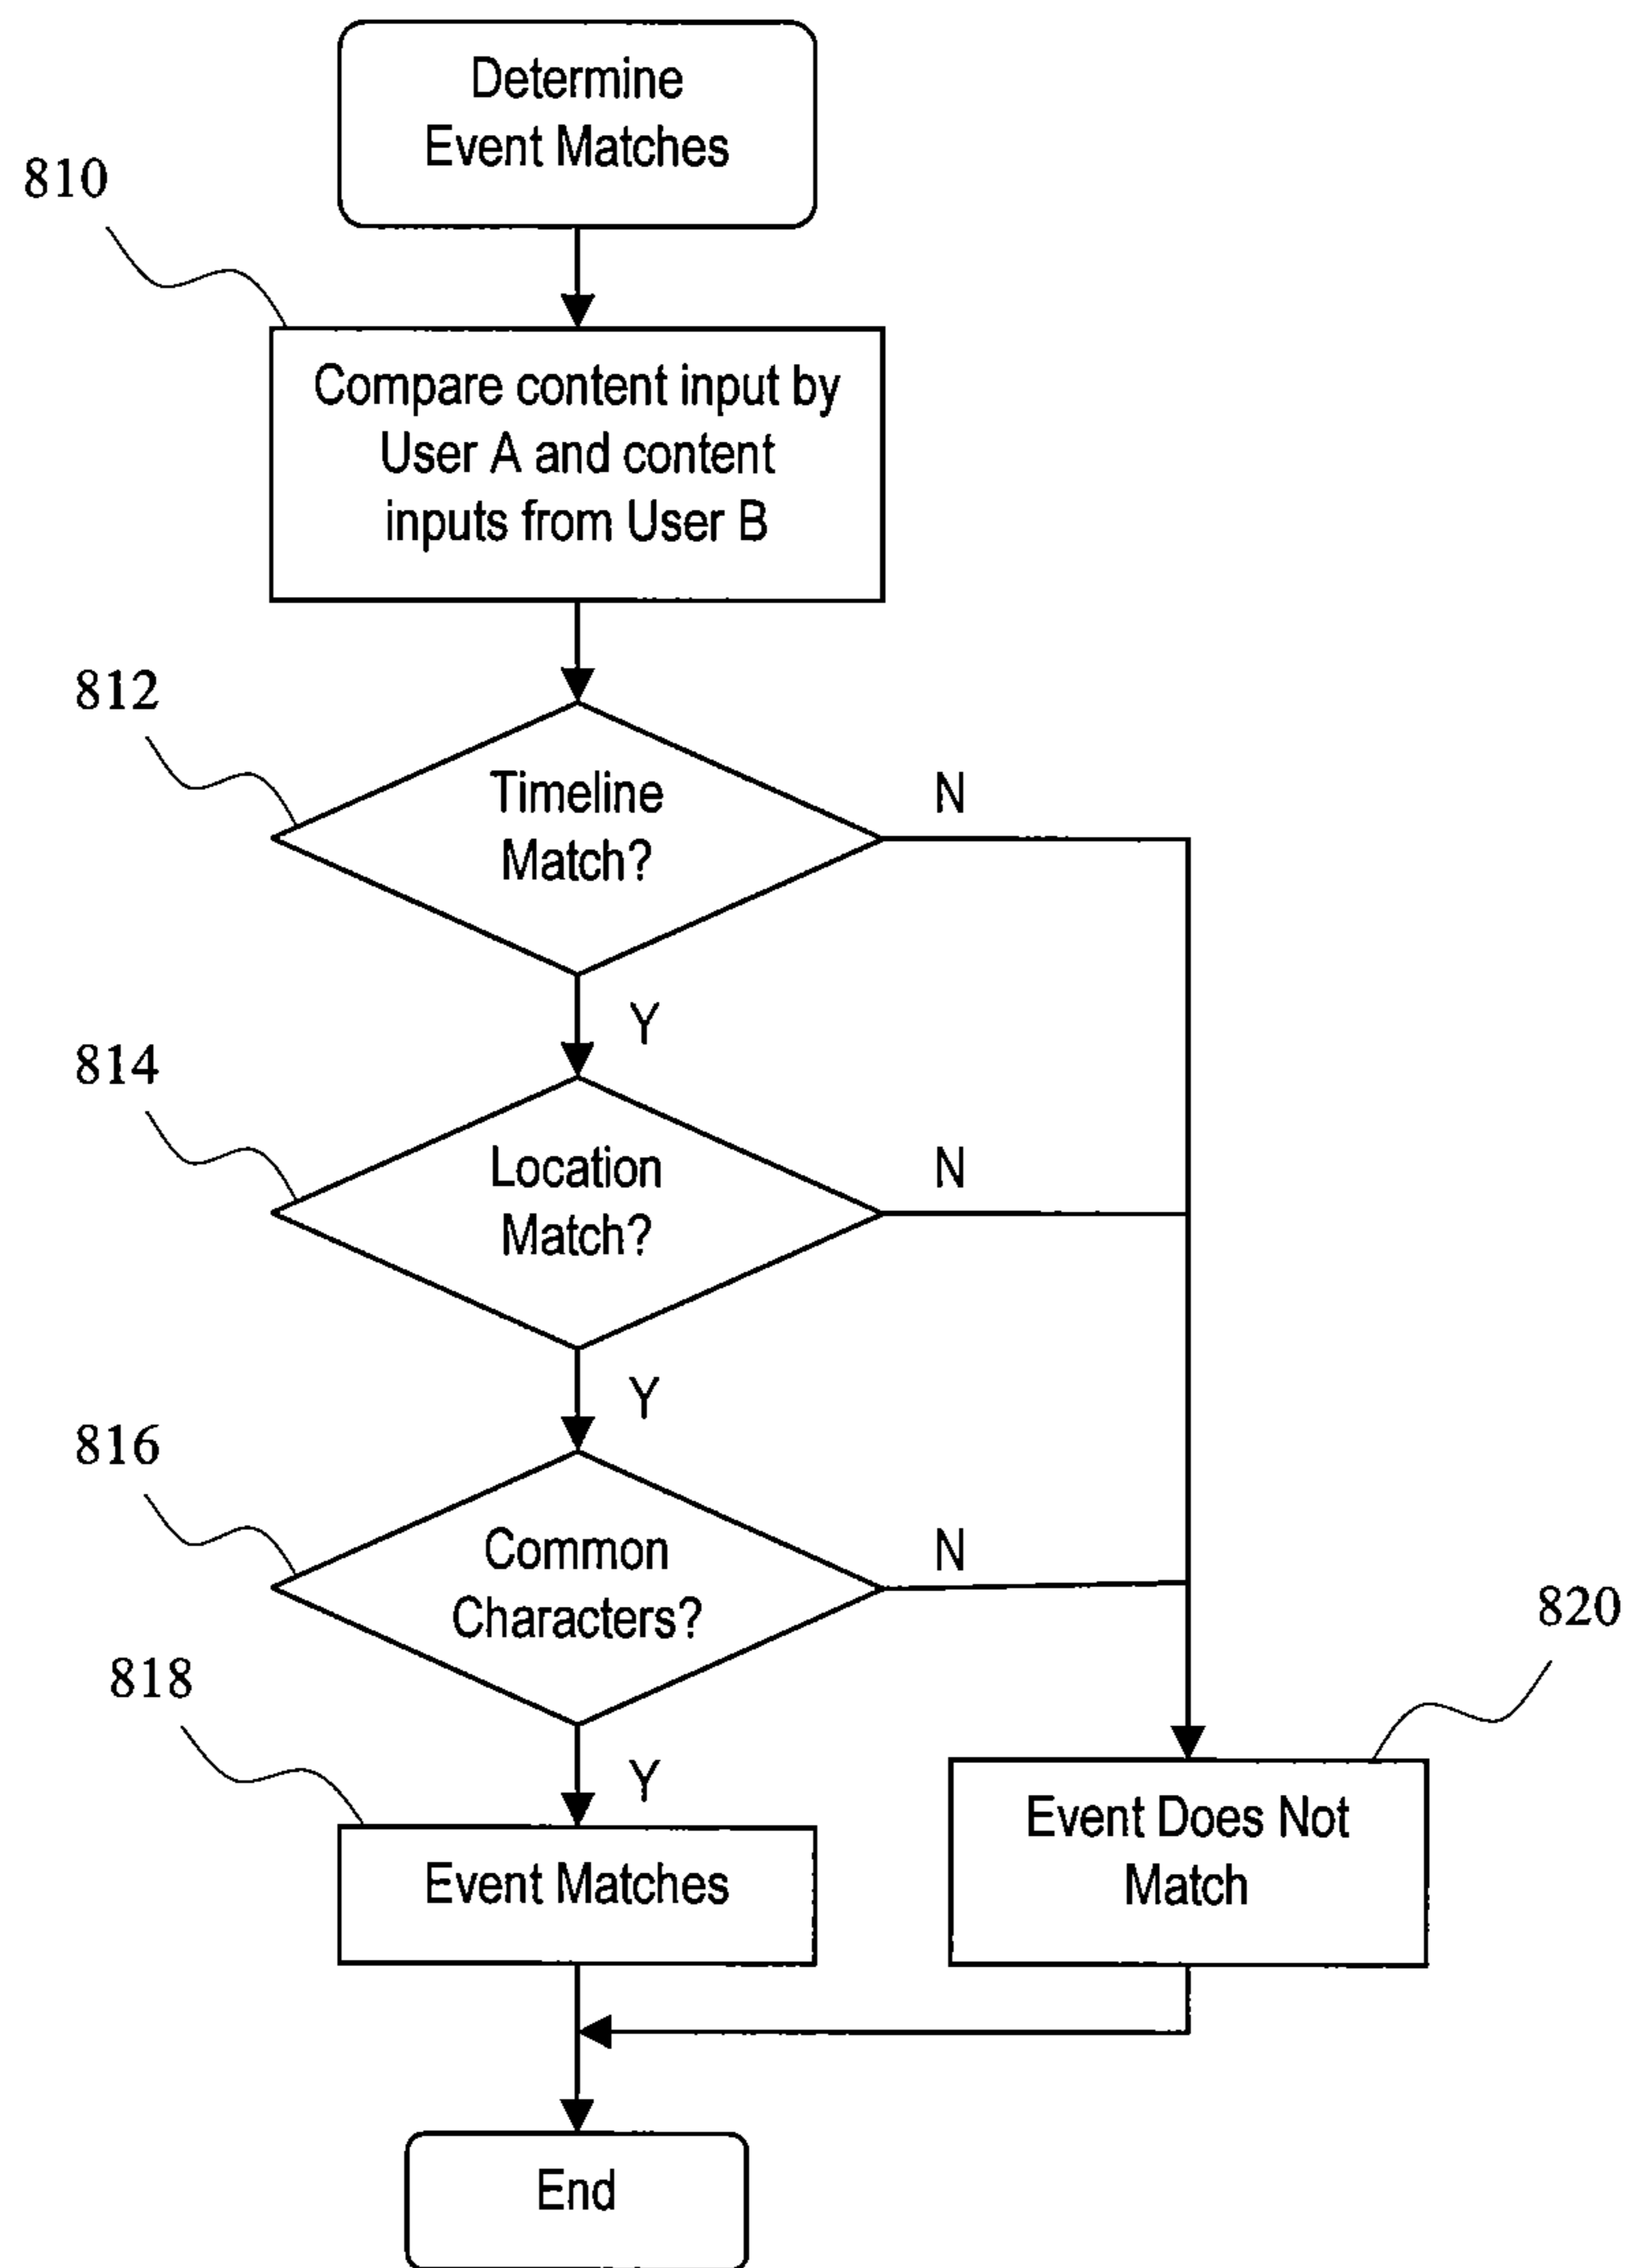 Determine
Event Matches
810
Compare content input by
User A and content
inputs from User B
812
Timeline
Match?
N
Y
814
Location
Match?
N
Y
816
Common
Characters?
N
820
818
Y
Event Matches
Event Does Not
Match
End